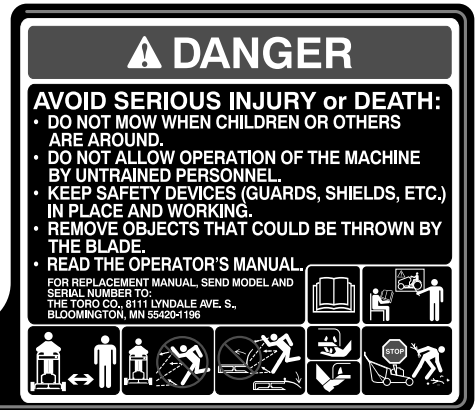 DANGER
AVOID SERIOUS INJURY or DEATH:
• DO NOT MOW WHEN CHILDREN OR OTHERS
ARE AROUND.
• DO NOT ALLOW OPERATION OF THE MACHINE
BY UNTRAINED PERSONNEL.
• KEEP SAFETY DEVICES (GUARDS, SHIELDS, ETC.)
IN PLACE AND WORKING.
• REMOVE OBJECTS THAT COULD BE THROWN BY
THE BLADE.
• READ THE OPERATOR'S MANUAL.
FOR REPLACEMENT MANUAL, SEND MODEL AND
SERIAL NUMBER TO:
THE TORO CO., 8111 LYNDALE AVE. S.,
BLOOMINGTON, MN 55420-1196
STOP